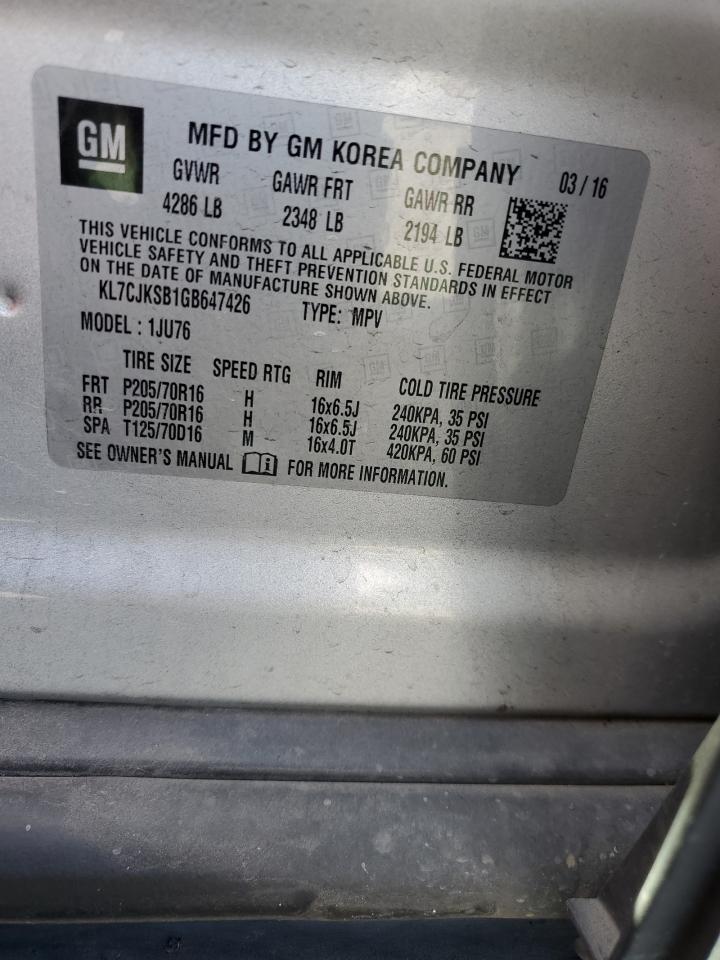 GM
MFD BY GM KOREA COMPANY 03 / 16
GVWR GAWR FRT GAWR RR
4286 LB 2348 LB 2194 LB
THIS VEHICLE CONFORMS TO ALL APPLICABLE U.S. FEDERAL MOTOR
VEHICLE SAFETY AND THEFT PREVENTION STANDARDS IN EFFECT
ON THE DATE OF MANUFACTURE SHOWN ABOVE.
KL7CJKSB1GB647426 TYPE: MPV
MODEL : 1JU76
TIRE SIZE SPEED RTG RIM COLD TIRE PRESSURE
FRT P205/70R16 H 16x6.5J 240KPA, 35 PSI
RR P205/70R16 H 16x6.5J 240KPA, 35 PSI
SPA T125/70D16 M 16x4.0T 420KPA, 60 PSI
SEE OWNER'S MANUAL FOR MORE INFORMATION.